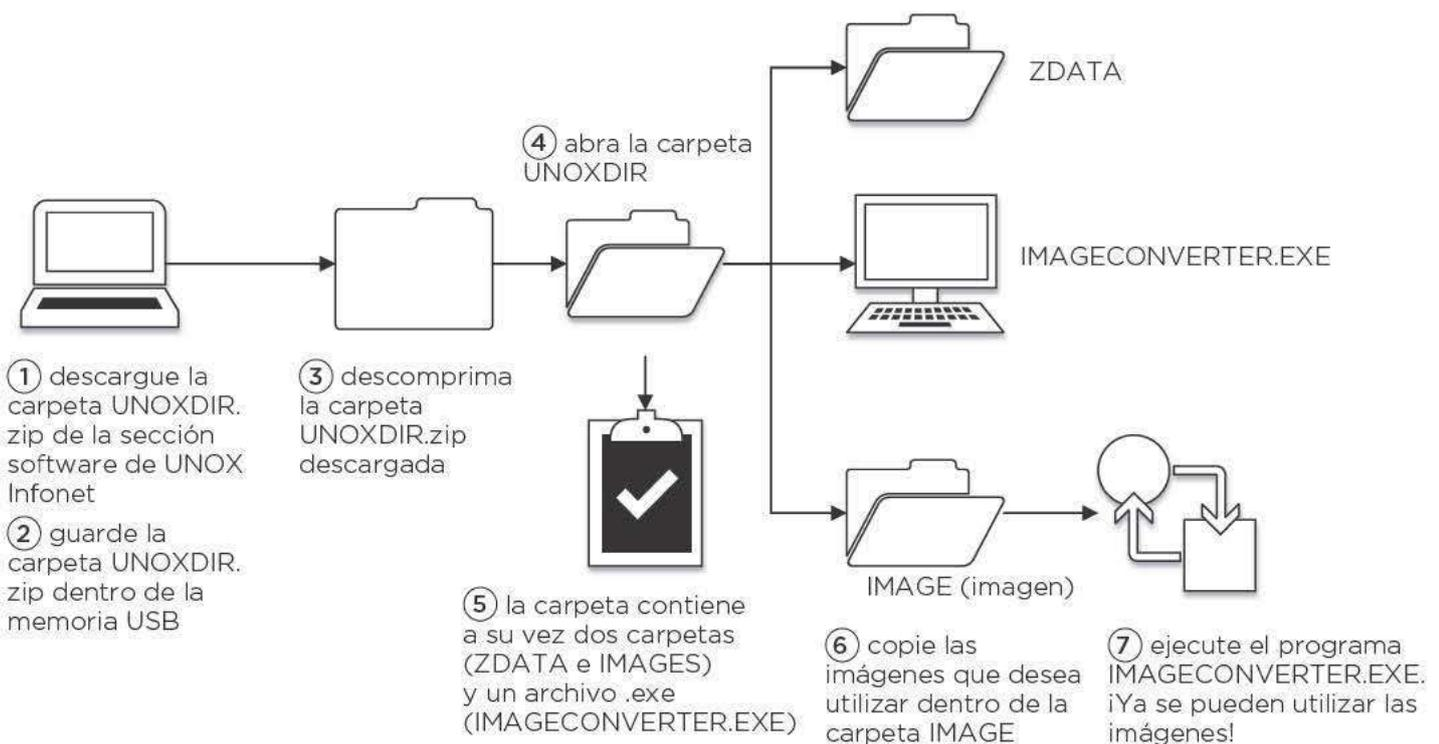 ZDATA
④ abra la carpeta
UNOXDIR
IMAGECONVERTER.EXE
① descargue la
carpeta UNOXDIR.
zip de la sección
software de UNOX
Infonet
② guarde la
carpeta UNOXDIR.
zip dentro de la
memoria USB
③ descomprima
la carpeta
UNOXDIR.zip
descargada
IMAGE (imagen)
⑤ la carpeta contiene
a su vez dos carpetas
(ZDATA e IMAGES)
y un archivo .exe
(IMAGECONVERTER.EXE)
⑥ copie las
imágenes que desea
utilizar dentro de la
carpeta IMAGE
⑦ ejecute el programa
IMAGECONVERTER.EXE.
¡Ya se pueden utilizar las
imágenes!